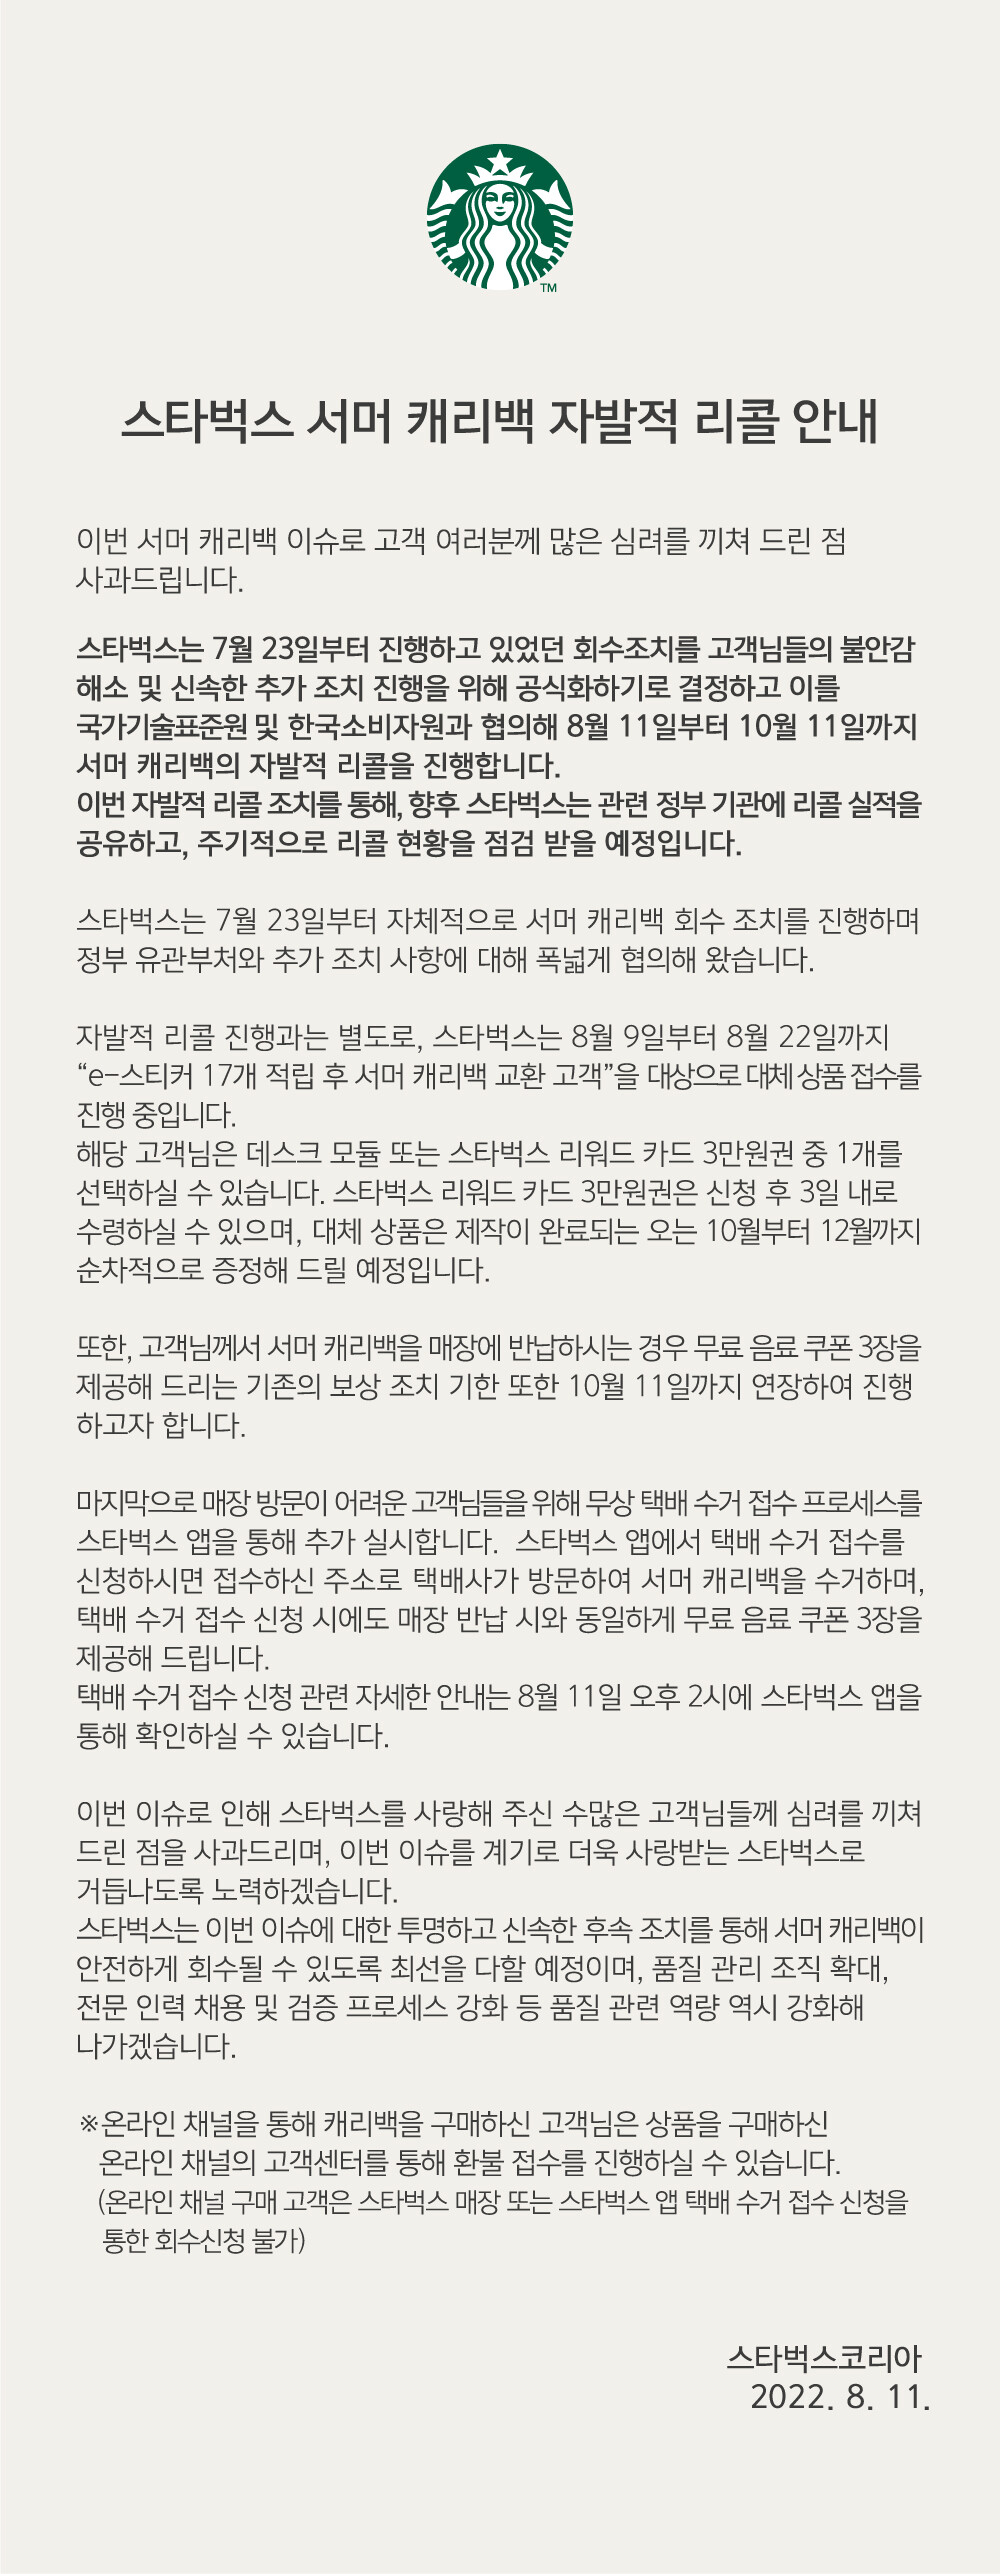 TM
스타벅스 서머 캐리백 자발적 리콜 안내
이번 서머 캐리백 이슈로 고객 여러분께 많은 심려를 끼쳐 드린 점
사과드립니다.
스타벅스는 7월 23일부터 진행하고 있었던 회수조치를 고객님들의 불안감
해소 및 신속한 추가 조치 진행을 위해 공식화하기로 결정하고 이를
국가기술표준원 및 한국소비자원과 협의해 8월 11일부터 10월 11일까지
서머 캐리백의 자발적 리콜을 진행합니다.
이번 자발적 리콜 조치를 통해, 향후 스타벅스는 관련 정부 기관에 리콜 실적을
공유하고, 주기적으로 리콜 현황을 점검 받을 예정입니다.
스타벅스는 7월 23일부터 자체적으로 서머 캐리백 회수 조치를 진행하며
정부 유관부처와 추가 조치 사항에 대해 폭넓게 협의해 왔습니다.
자발적 리콜 진행과는 별도로, 스타벅스는 8월 9일부터 8월 22일까지
“e-스티커 17개 적립 후 서머 캐리백 교환 고객”을 대상으로 대체 상품 접수를
진행 중입니다.
해당 고객님은 데스크 모듈 또는 스타벅스 리워드 카드 3만원권 중 1개를
선택하실 수 있습니다. 스타벅스 리워드 카드 3만원권은 신청 후 3일 내로
수령하실 수 있으며, 대체 상품은 제작이 완료되는 오는 10월부터 12월까지
순차적으로 증정해 드릴 예정입니다.
또한, 고객님께서 서머 캐리백을 매장에 반납하시는 경우 무료 음료 쿠폰 3장을
제공해 드리는 기존의 보상 조치 기한 또한 10월 11일까지 연장하여 진행
하고자 합니다.
마지막으로 매장 방문이 어려운 고객님들을 위해 무상 택배 수거 접수 프로세스를
스타벅스 앱을 통해 추가 실시합니다. 스타벅스 앱에서 택배 수거 접수를
신청하시면 접수하신 주소로 택배사가 방문하여 서머 캐리백을 수거하며,
택배 수거 접수 신청 시에도 매장 반납 시와 동일하게 무료 음료 쿠폰 3장을
제공해 드립니다.
택배 수거 접수 신청 관련 자세한 안내는 8월 11일 오후 2시에 스타벅스 앱을
통해 확인하실 수 있습니다.
이번 이슈로 인해 스타벅스를 사랑해 주신 수많은 고객님들께 심려를 끼쳐
드린 점을 사과드리며, 이번 이슈를 계기로 더욱 사랑받는 스타벅스로
거듭나도록 노력하겠습니다.
스타벅스는 이번 이슈에 대한 투명하고 신속한 후속 조치를 통해 서머 캐리백이
안전하게 회수될 수 있도록 최선을 다할 예정이며, 품질 관리 조직 확대,
전문 인력 채용 및 검증 프로세스 강화 등 품질 관련 역량 역시 강화해
나가겠습니다.
※온라인 채널을 통해 캐리백을 구매하신 고객님은 상품을 구매하신
온라인 채널의 고객센터를 통해 환불 접수를 진행하실 수 있습니다.
(온라인 채널 구매 고객은 스타벅스 매장 또는 스타벅스 앱 택배 수거 접수 신청을
통한 회수신청 불가)
스타벅스코리아
2022. 8. 11.